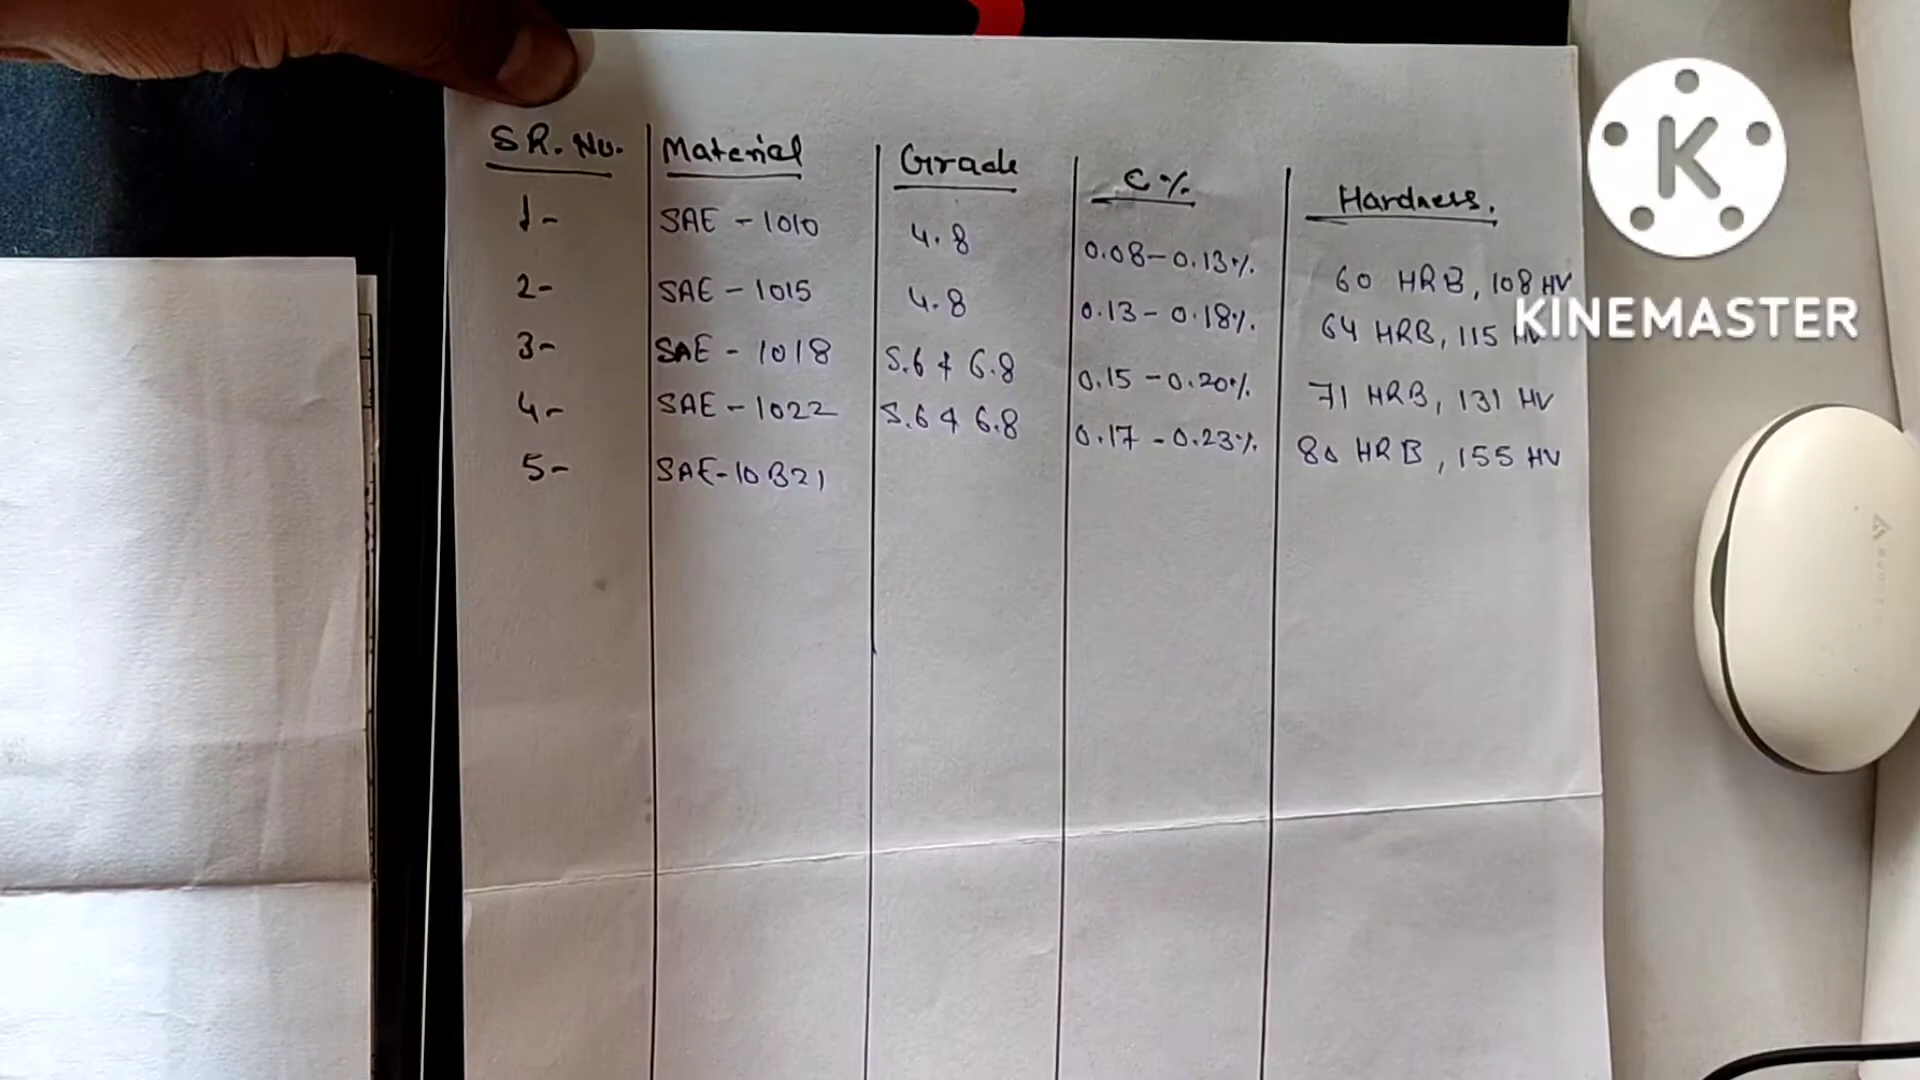 SR. No. Material Grade C% Hardness.
1- SAE - 1010 4.8 0.08-0.13% 60 HRB, 108 HV
2- SAE - 1015 4.8 0.13-0.18% 64 HRB, 115 HV
3- SAE - 1018 5.6 & 6.8 0.15-0.20% 71 HRB, 131 HV
4- SAE - 1022 5.6 & 6.8 0.17-0.23% 80 HRB, 155 HV
5- SAE-10B21
K
KINEMASTER